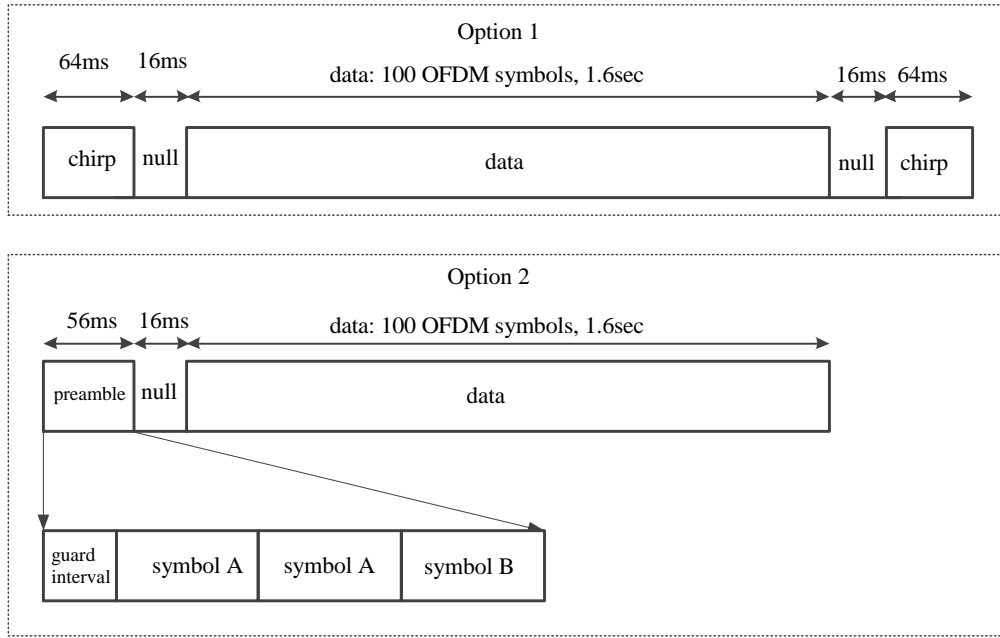 Option 1
64ms 16ms data: 100 OFDM symbols, 1.6sec 16ms 64ms
chirp null data null chirp
Option 2
56ms 16ms data: 100 OFDM symbols, 1.6sec
preamble null data
guard
interval symbol A symbol A symbol B